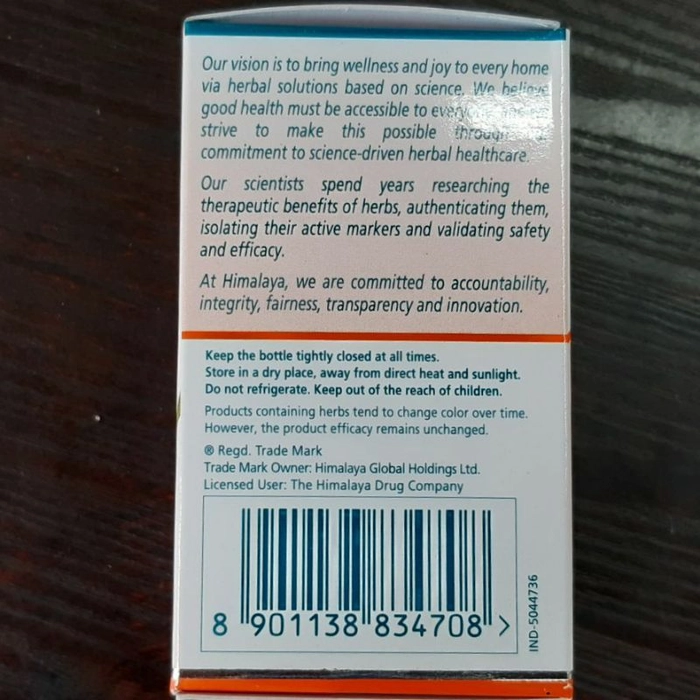 Our vision is to bring wellness and joy to every home
via herbal solutions based on science. We believe
good health must be accessible to
strive to make this possible through
commitment to science-driven herbal healthcare.
Our scientists spend years researching the
therapeutic benefits of herbs, authenticating them,
isolating their active markers and validating safety
and efficacy.
At Himalaya, we are committed to accountability,
integrity, fairness, transparency and innovation.
Keep the bottle tightly closed at all times.
Store in a dry place, away from direct heat and sunlight.
Do not refrigerate. Keep out of the reach of children.
Products containing herbs tend to change color over time.
However, the product efficacy remains unchanged.
® Regd. Trade Mark
Trade Mark Owner: Himalaya Global Holdings Ltd.
Licensed User: The Himalaya Drug Company
8 901138 834708 >
IND-5044736